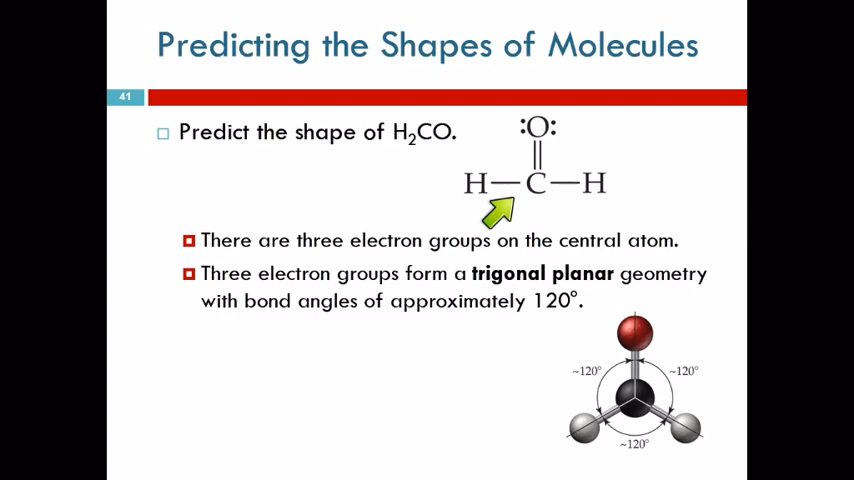 Predicting the Shapes of Molecules
41
Predict the shape of H₂CO.
:O:
H—C—H
There are three electron groups on the central atom.
Three electron groups form a trigonal planar geometry
with bond angles of approximately 120°.
~120° ~120°
~120°